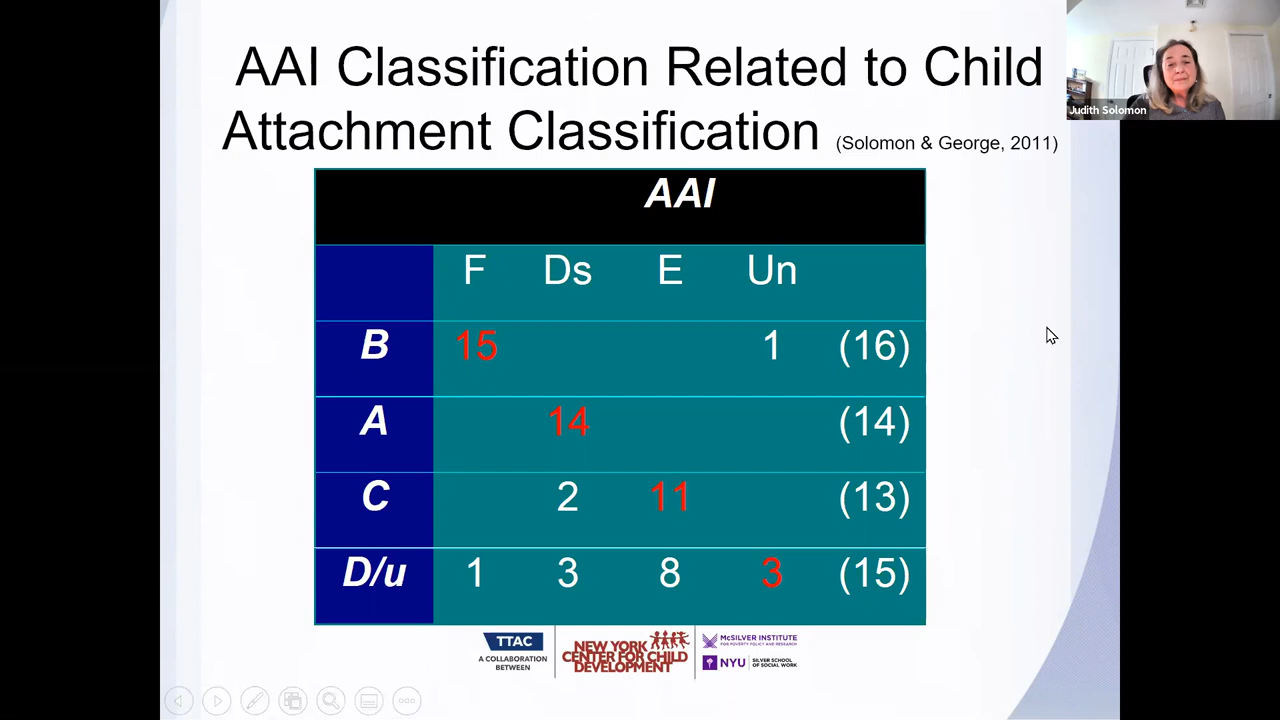 AAI Classification Related to Child
Attachment Classification (Solomon & George, 2011)
Judith Solomon
AAI
F Ds E Un
B 15 1 (16)
A 14 (14)
C 2 11 (13)
D/u 1 3 8 3 (15)
TTAC
A COLLABORATION
BETWEEN
NEW YORK
CENTER FOR CHILD
DEVELOPMENT
McSILVER INSTITUTE
FOR POVERTY POLICY AND RESEARCH
NYU SILVER SCHOOL
OF SOCIAL WORK